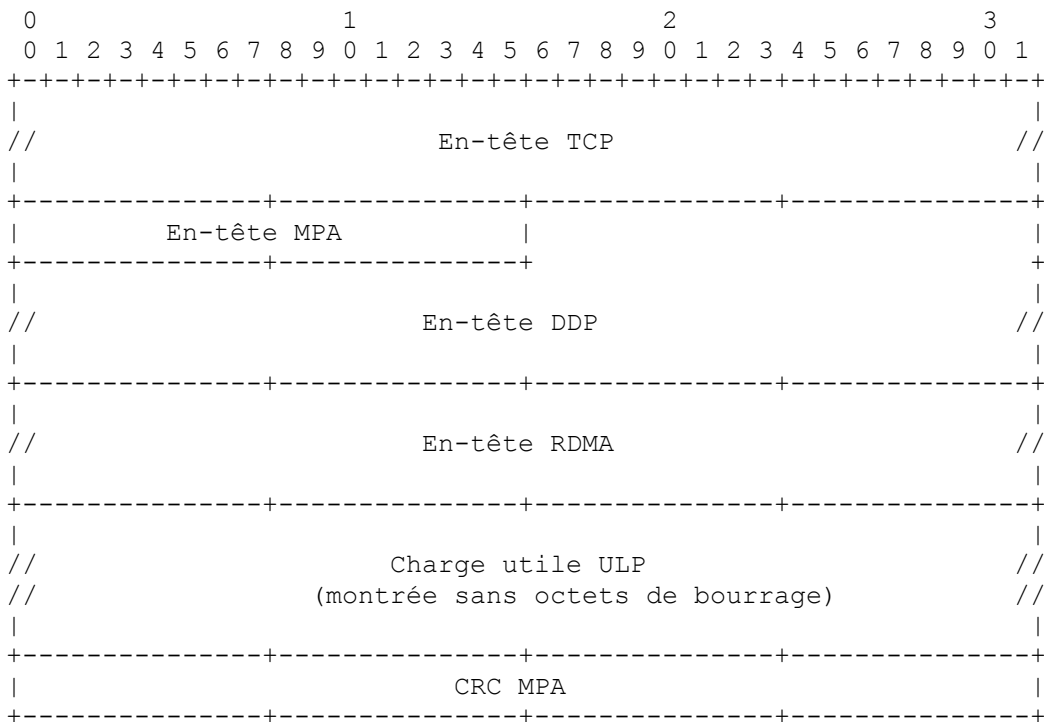 0 1 2 3
0 1 2 3 4 5 6 7 8 9 0 1 2 3 4 5 6 7 8 9 0 1 2 3 4 5 6 7 8 9 0 1
+-+-+-+-+-+-+-+-+-+-+-+-+-+-+-+-+-+-+-+-+-+-+-+-+-+-+-+-+-+-+-+-+
| |
// En-tête TCP //
| |
+---------------+---------------+---------------+---------------+
| En-tête MPA | |
+---------------+---------------+ +
| |
// En-tête DDP //
| |
+---------------+---------------+---------------+---------------+
| |
// En-tête RDMA //
| |
+---------------+---------------+---------------+---------------+
| |
// Charge utile ULP //
// (montrée sans octets de bourrage) //
| |
+---------------+---------------+---------------+---------------+
| CRC MPA |
+---------------+---------------+---------------+---------------+